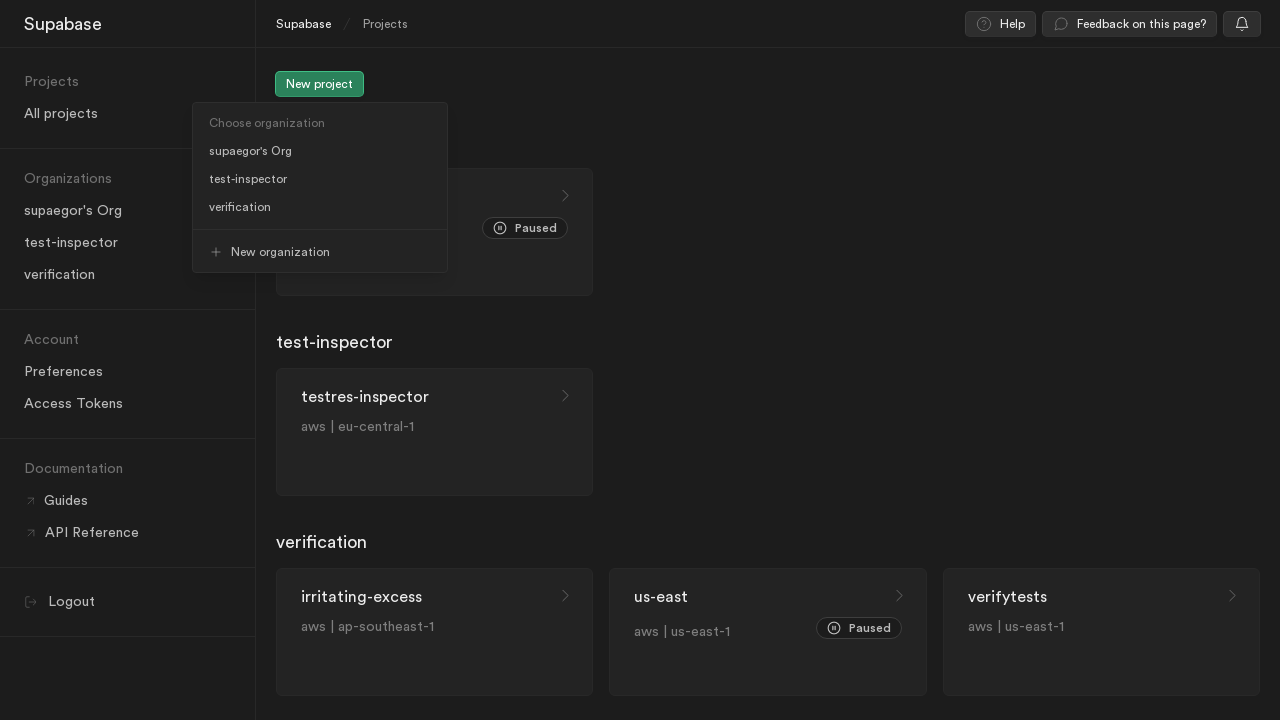 Supabase
Supabase / Projects
Help
Feedback on this page?
Projects
All projects
Organizations
supaegor's Org
test-inspector
verification
Account
Preferences
Access Tokens
Documentation
Guides
API Reference
Logout
New project
Choose organization
supaegor's Org
test-inspector
verification
New organization
Paused
test-inspector
testres-inspector
aws | eu-central-1
verification
irritating-excess
aws | ap-southeast-1
us-east
aws | us-east-1
Paused
verifytests
aws | us-east-1